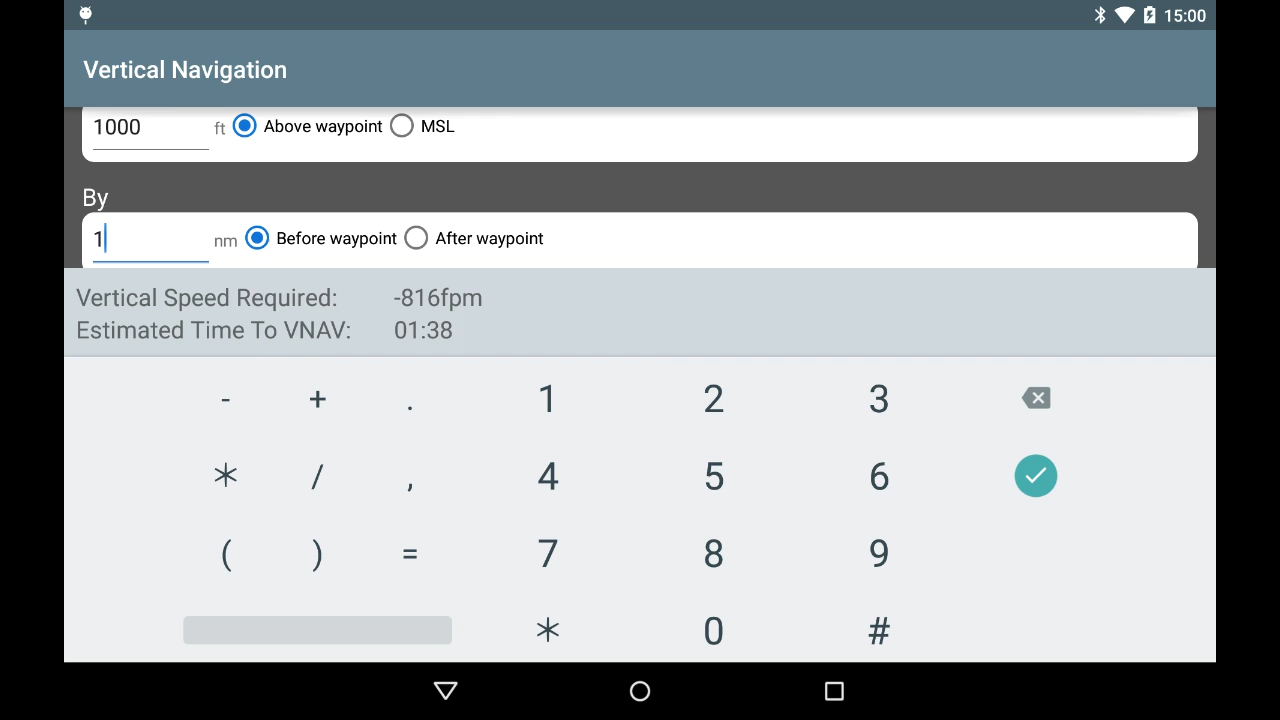 15:00
Vertical Navigation
1000 ft Above waypoint MSL
By
1 nm Before waypoint After waypoint
Vertical Speed Required: -816fpm
Estimated Time To VNAV: 01:38
- + . 1 2 3
* / , 4 5 6
( ) = 7 8 9
* 0 #